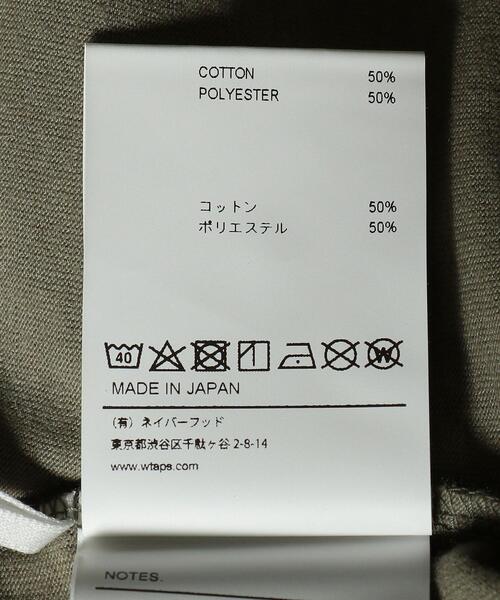 COTTON 50%
POLYESTER 50%
コットン 50%
ポリエステル 50%
40 W
MADE IN JAPAN
(有) ネイバーフッド
東京都渋谷区千駄ヶ谷 2-8-14
www.wtaps.com
NOTES.